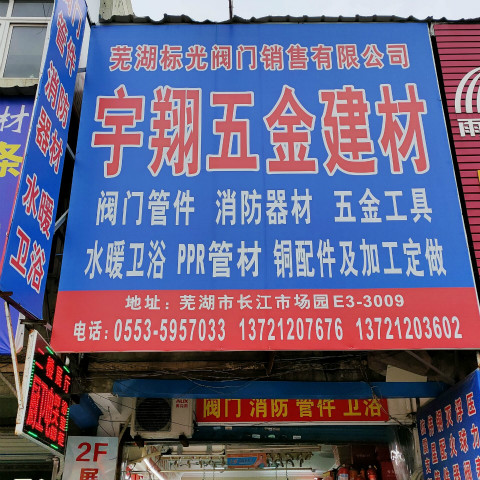 芜湖标光阀门销售有限公司
宇翔五金建材
阀门管件 消防器材 五金工具
水暖卫浴 PPR管材 铜配件及加工定做
地址：芜湖市长江市场园E3-3009
电话：0553-5957033 13721207676 13721203602
管件
消防
器材
水暖
卫浴
材
条
雨
阀门 消防 管件 卫浴
2F
展